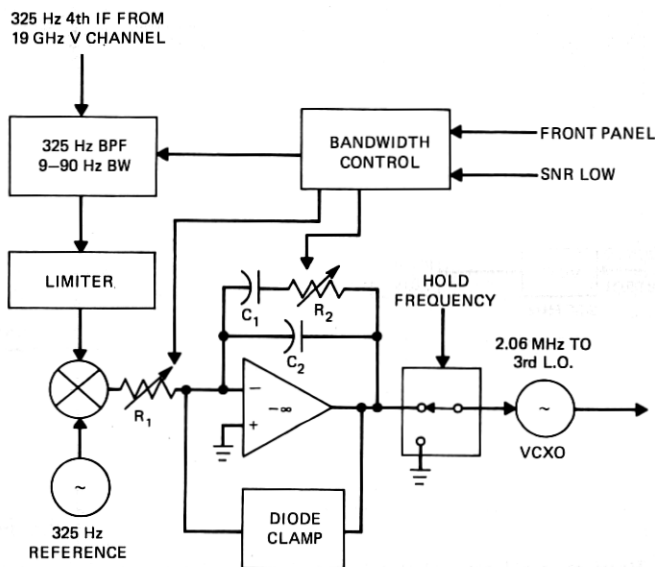 325 Hz 4th IF FROM
19 GHz V CHANNEL
325 Hz BPF
9–90 Hz BW
BANDWIDTH
CONTROL
FRONT PANEL
SNR LOW
LIMITER
C1
R2
C2
HOLD
FREQUENCY
2.06 MHz TO
3rd L.O.
R1
−
−∞
+
~
VCXO
~
325 Hz
REFERENCE
DIODE
CLAMP